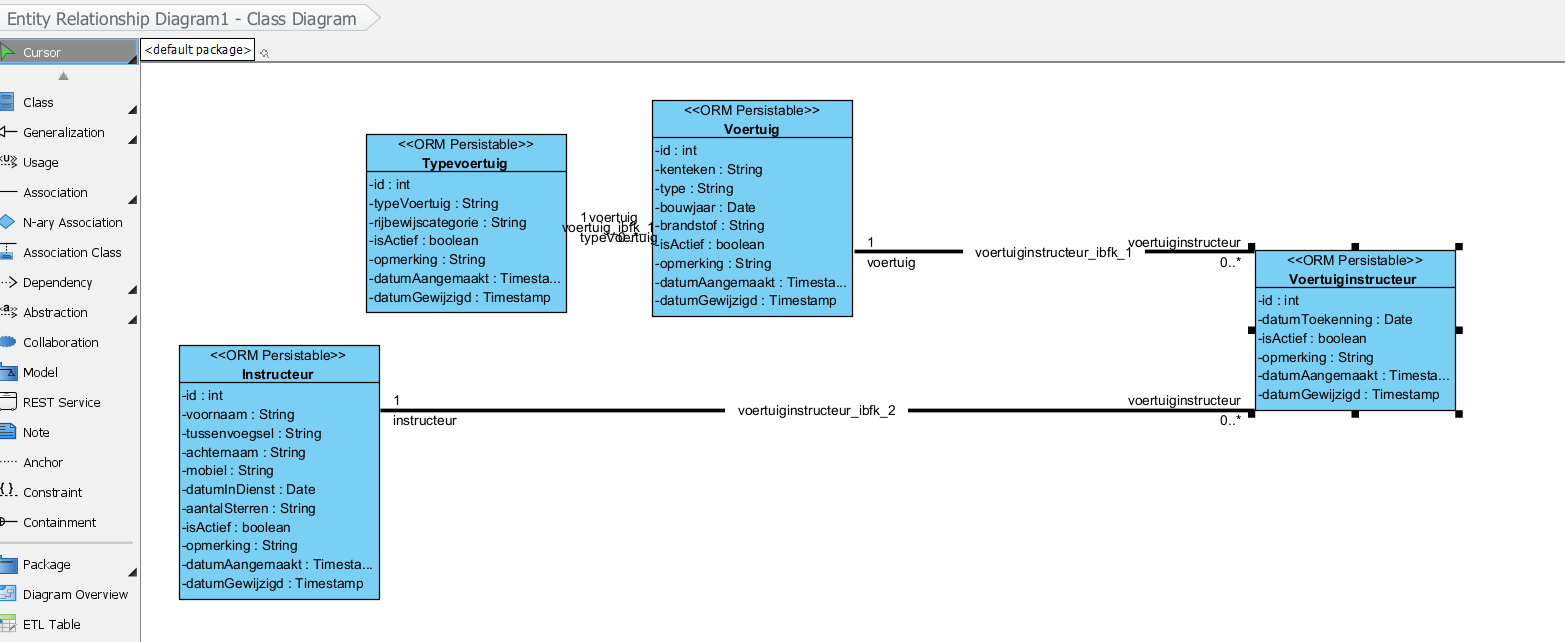 Entity Relationship Diagram1 - Class Diagram
Cursor
<default package>
Class
Generalization
Usage
Association
N-ary Association
Association Class
Dependency
Abstraction
Collaboration
Model
REST Service
Note
Anchor
Constraint
Containment
Package
Diagram Overview
ETL Table
<<ORM Persistable>>
Typevoertuig
-id : int
-typeVoertuig : String
-rijbewijscategorie : String
-isActief : boolean
-opmerking : String
-datumAangemaakt : Timesta...
-datumGewijzigd : Timestamp
1 voertuig
voertuig_ibfk_1
typeVoertuig
0..*
<<ORM Persistable>>
Voertuig
-id : int
-kenteken : String
-type : String
-bouwjaar : Date
-brandstof : String
-isActief : boolean
-opmerking : String
-datumAangemaakt : Timesta...
-datumGewijzigd : Timestamp
1
voertuig
voertuiginstructeur_ibfk_1
voertuiginstructeur
0..*
<<ORM Persistable>>
Voertuiginstructeur
-id : int
-datumToekenning : Date
-isActief : boolean
-opmerking : String
-datumAangemaakt : Timesta...
-datumGewijzigd : Timestamp
<<ORM Persistable>>
Instructeur
-id : int
-voornaam : String
-tussenvoegsel : String
-achternaam : String
-mobiel : String
-datumInDienst : Date
-aantalSterren : String
-isActief : boolean
-opmerking : String
-datumAangemaakt : Timesta...
-datumGewijzigd : Timestamp
1
instructeur
voertuiginstructeur_ibfk_2
voertuiginstructeur
0..*